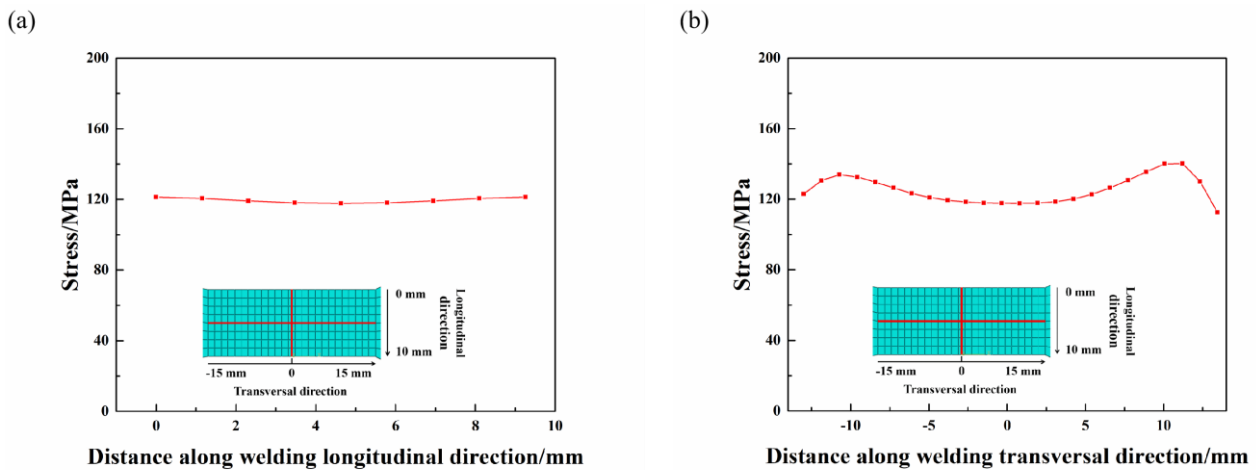 (a)
200
160
120
80
40
0
Stress/MPa
0 2 4 6 8 10
Distance along welding longitudinal direction/mm
0 mm
10 mm
Longitudinal
direction
-15 mm 0 15 mm
Transversal direction
(b)
200
160
120
80
40
0
Stress/MPa
-10 -5 0 5 10
Distance along welding transversal direction/mm
0 mm
10 mm
Longitudinal
direction
-15 mm 0 15 mm
Transversal direction